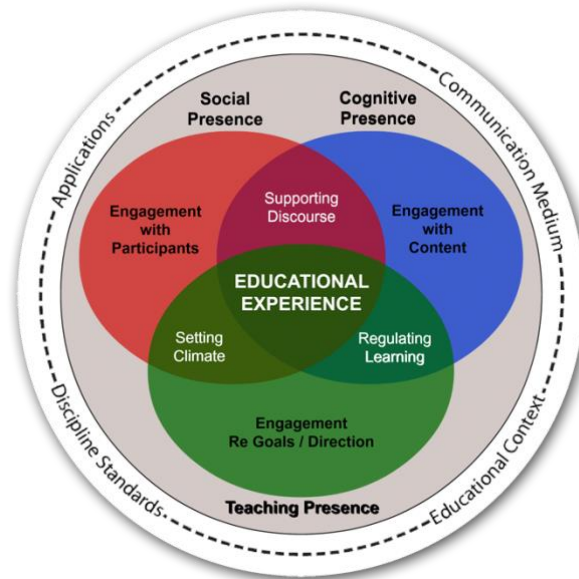 Social
Presence
Cognitive
Presence
Applications
Communication Medium
Engagement
with
Participants
Supporting
Discourse
Engagement
with
Content
EDUCATIONAL
EXPERIENCE
Setting
Climate
Regulating
Learning
Engagement
Re Goals / Direction
Teaching Presence
Discipline Standards
Educational Context